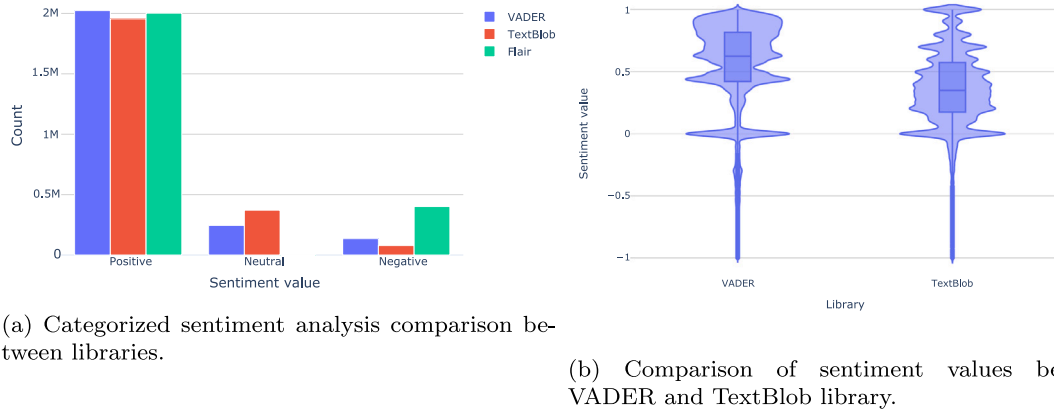 2M
1.5M
1M
0.5M
0
Count
Positive
Neutral
Negative
Sentiment value
VADER
TextBlob
Flair
(a) Categorized sentiment analysis comparison be-
tween libraries.
1
0.5
0
−0.5
−1
Sentiment value
VADER
TextBlob
Library
(b) Comparison of sentiment values be
VADER and TextBlob library.